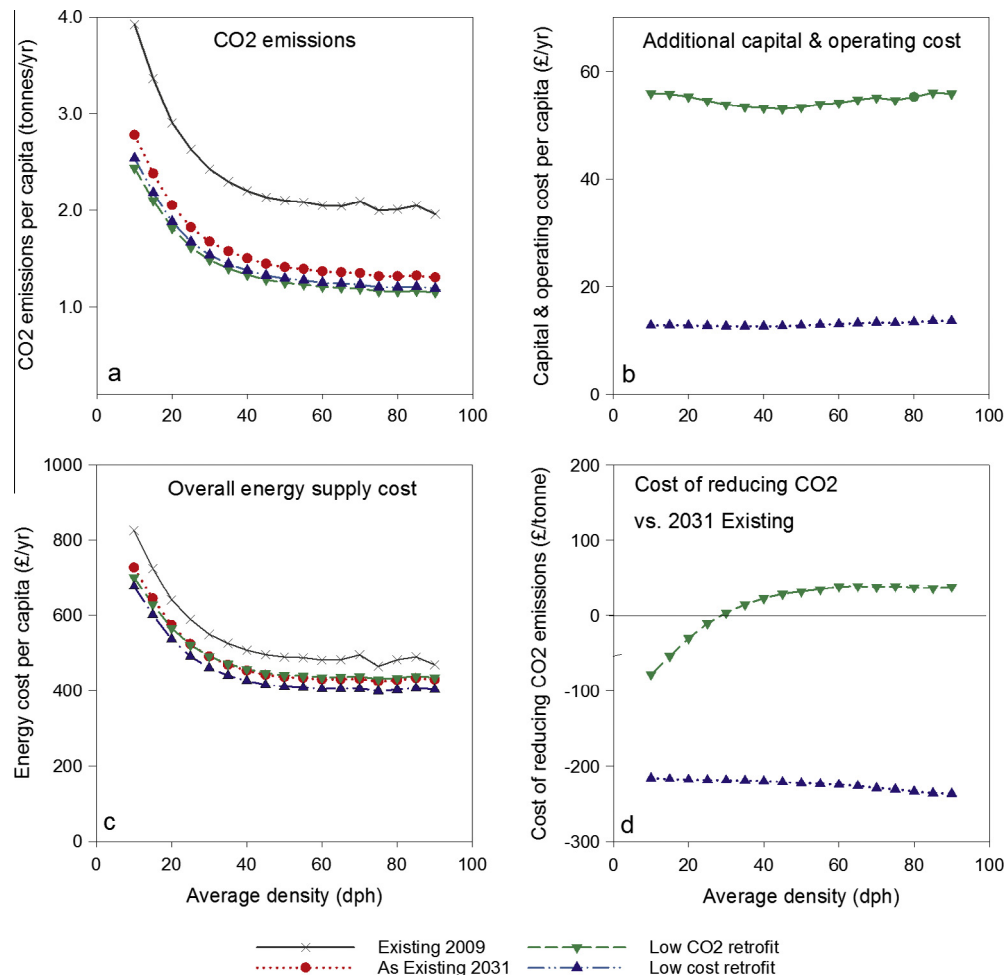 CO2 emissions
CO2 emissions per capita (tonnes/yr)
4.0
3.0
2.0
1.0
a
0
20
40
60
80
100
Additional capital & operating cost
Capital & operating cost per capita (£/yr)
60
40
20
0
b
0
20
40
60
80
100
Overall energy supply cost
Energy cost per capita (£/yr)
1000
800
600
400
200
0
c
0
20
40
60
80
100
Average density (dph)
Cost of reducing CO2
vs. 2031 Existing
Cost of reducing CO2 emissions (£/tonne)
200
100
0
-100
-200
-300
d
0
20
40
60
80
100
Average density (dph)
Existing 2009
Low CO2 retrofit
As Existing 2031
Low cost retrofit